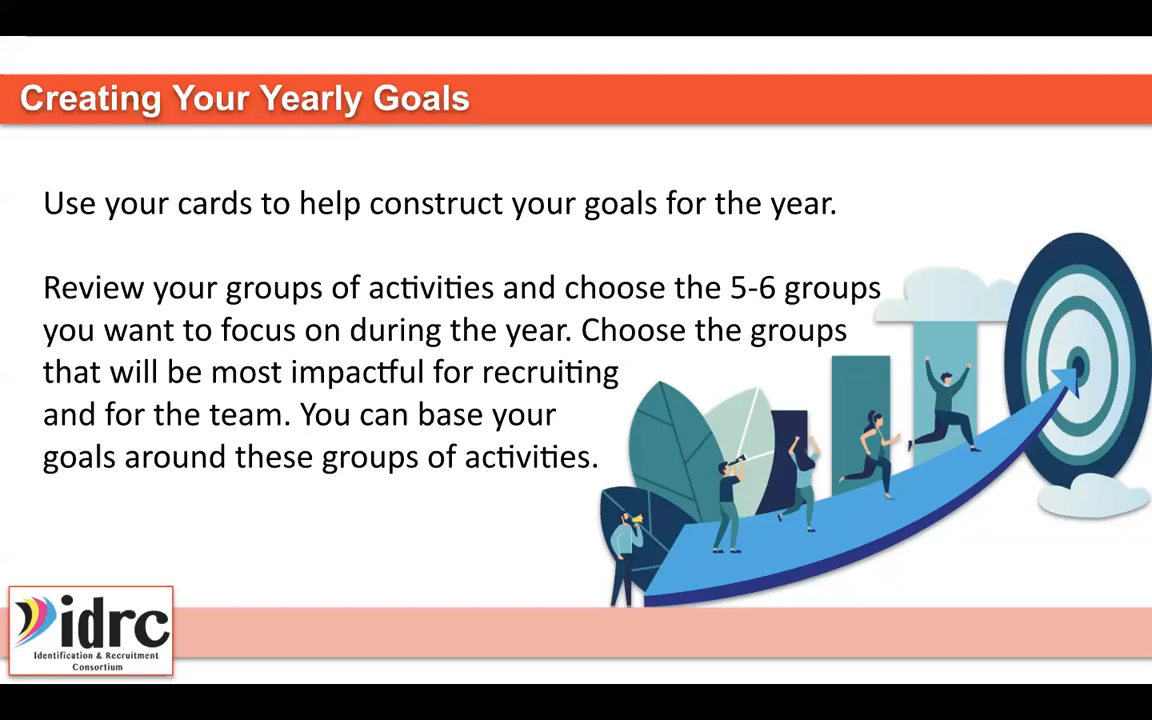 Creating Your Yearly Goals
Use your cards to help construct your goals for the year.
Review your groups of activities and choose the 5-6 groups
you want to focus on during the year. Choose the groups
that will be most impactful for recruiting
and for the team. You can base your
goals around these groups of activities.
idrc
Identification & Recruitment
Consortium